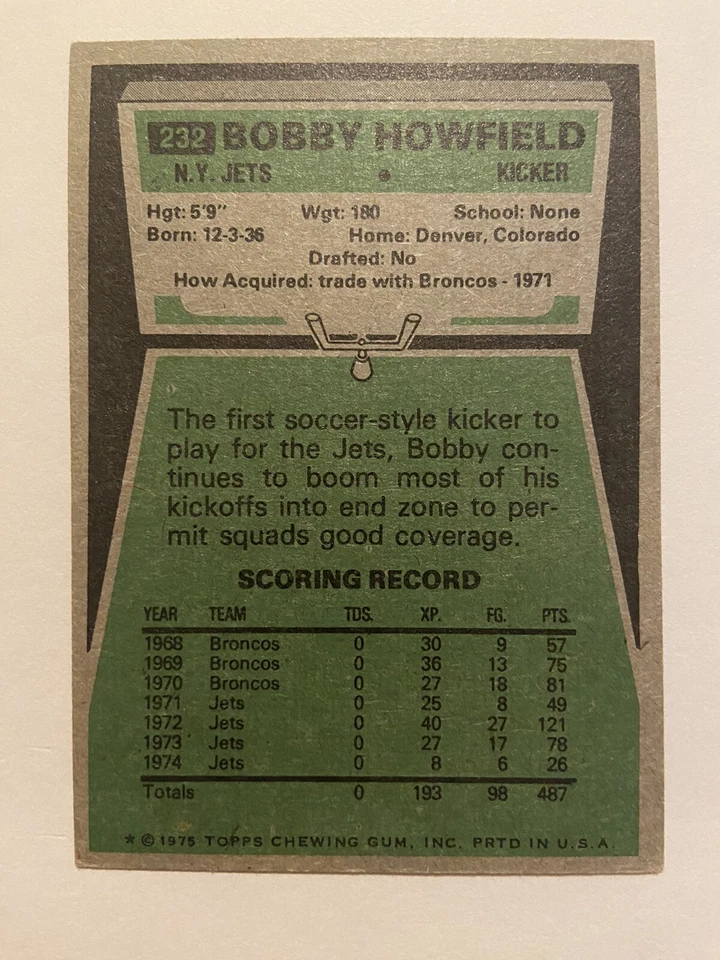 232 BOBBY HOWFIELD
N.Y. JETS • KICKER
Hgt: 5'9" Wgt: 180 School: None
Born: 12-3-36 Home: Denver, Colorado
Drafted: No
How Acquired: trade with Broncos - 1971
The first soccer-style kicker to
play for the Jets, Bobby con-
tinues to boom most of his
kickoffs into end zone to per-
mit squads good coverage.
SCORING RECORD
YEAR TEAM TDS. XP. FG. PTS.
1968 Broncos 0 30 9 57
1969 Broncos 0 36 13 75
1970 Broncos 0 27 18 81
1971 Jets 0 25 8 49
1972 Jets 0 40 27 121
1973 Jets 0 27 17 78
1974 Jets 0 8 6 26
Totals 0 193 98 487
* © 1975 TOPPS CHEWING GUM, INC. PRTD IN U.S.A.